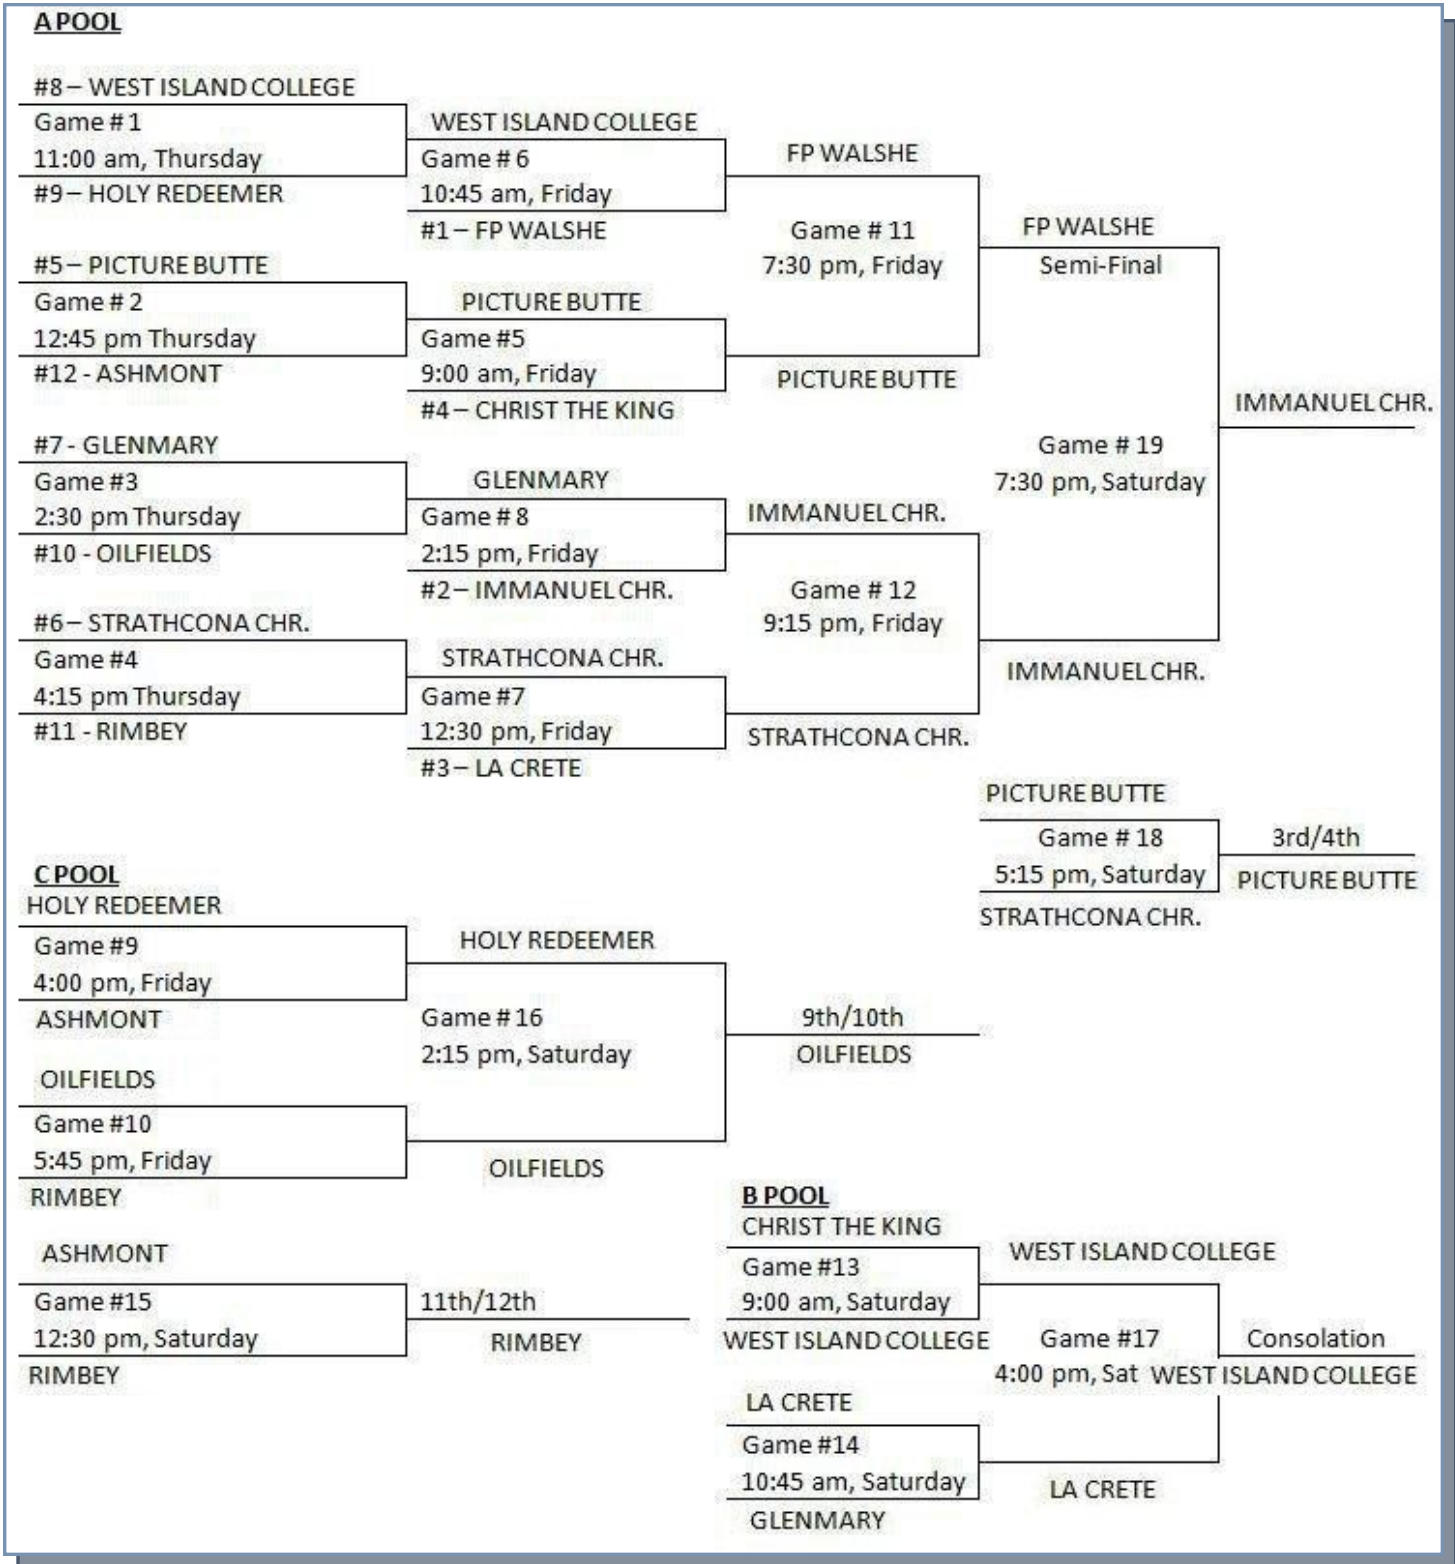 A POOL
#8 – WEST ISLAND COLLEGE
Game # 1
11:00 am, Thursday
#9 – HOLY REDEEMER
#5 – PICTURE BUTTE
Game # 2
12:45 pm Thursday
#12 - ASHMONT
#7 - GLENMARY
Game #3
2:30 pm Thursday
#10 - OILFIELDS
#6 – STRATHCONA CHR.
Game #4
4:15 pm Thursday
#11 - RIMBEY
WEST ISLAND COLLEGE
Game # 6
10:45 am, Friday
#1 – FP WALSHE
PICTURE BUTTE
Game #5
9:00 am, Friday
#4 – CHRIST THE KING
GLENMARY
Game # 8
2:15 pm, Friday
#2 – IMMANUEL CHR.
STRATHCONA CHR.
Game #7
12:30 pm, Friday
#3 – LA CRETE
FP WALSHE
Game # 11
7:30 pm, Friday
PICTURE BUTTE
IMMANUEL CHR.
Game # 12
9:15 pm, Friday
STRATHCONA CHR.
FP WALSHE
Semi-Final
Game # 19
7:30 pm, Saturday
IMMANUEL CHR.
IMMANUEL CHR.
PICTURE BUTTE
Game # 18
5:15 pm, Saturday
STRATHCONA CHR.
3rd/4th
PICTURE BUTTE
C POOL
HOLY REDEEMER
Game #9
4:00 pm, Friday
ASHMONT
OILFIELDS
Game #10
5:45 pm, Friday
RIMBEY
HOLY REDEEMER
Game # 16
2:15 pm, Saturday
OILFIELDS
9th/10th
OILFIELDS
ASHMONT
Game #15
12:30 pm, Saturday
RIMBEY
11th/12th
RIMBEY
B POOL
CHRIST THE KING
Game #13
9:00 am, Saturday
WEST ISLAND COLLEGE
LA CRETE
Game #14
10:45 am, Saturday
GLENMARY
WEST ISLAND COLLEGE
Game #17
4:00 pm, Sat
LA CRETE
Consolation
WEST ISLAND COLLEGE